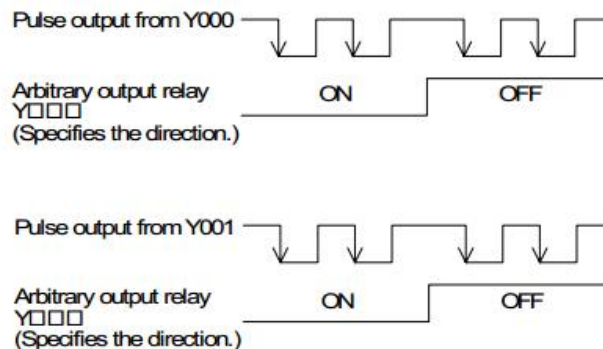 Pulse output from Y000
Arbitrary output relay
Y□□□
(Specifies the direction.)
ON
OFF
Pulse output from Y001
Arbitrary output relay
Y□□□
(Specifies the direction.)
ON
OFF